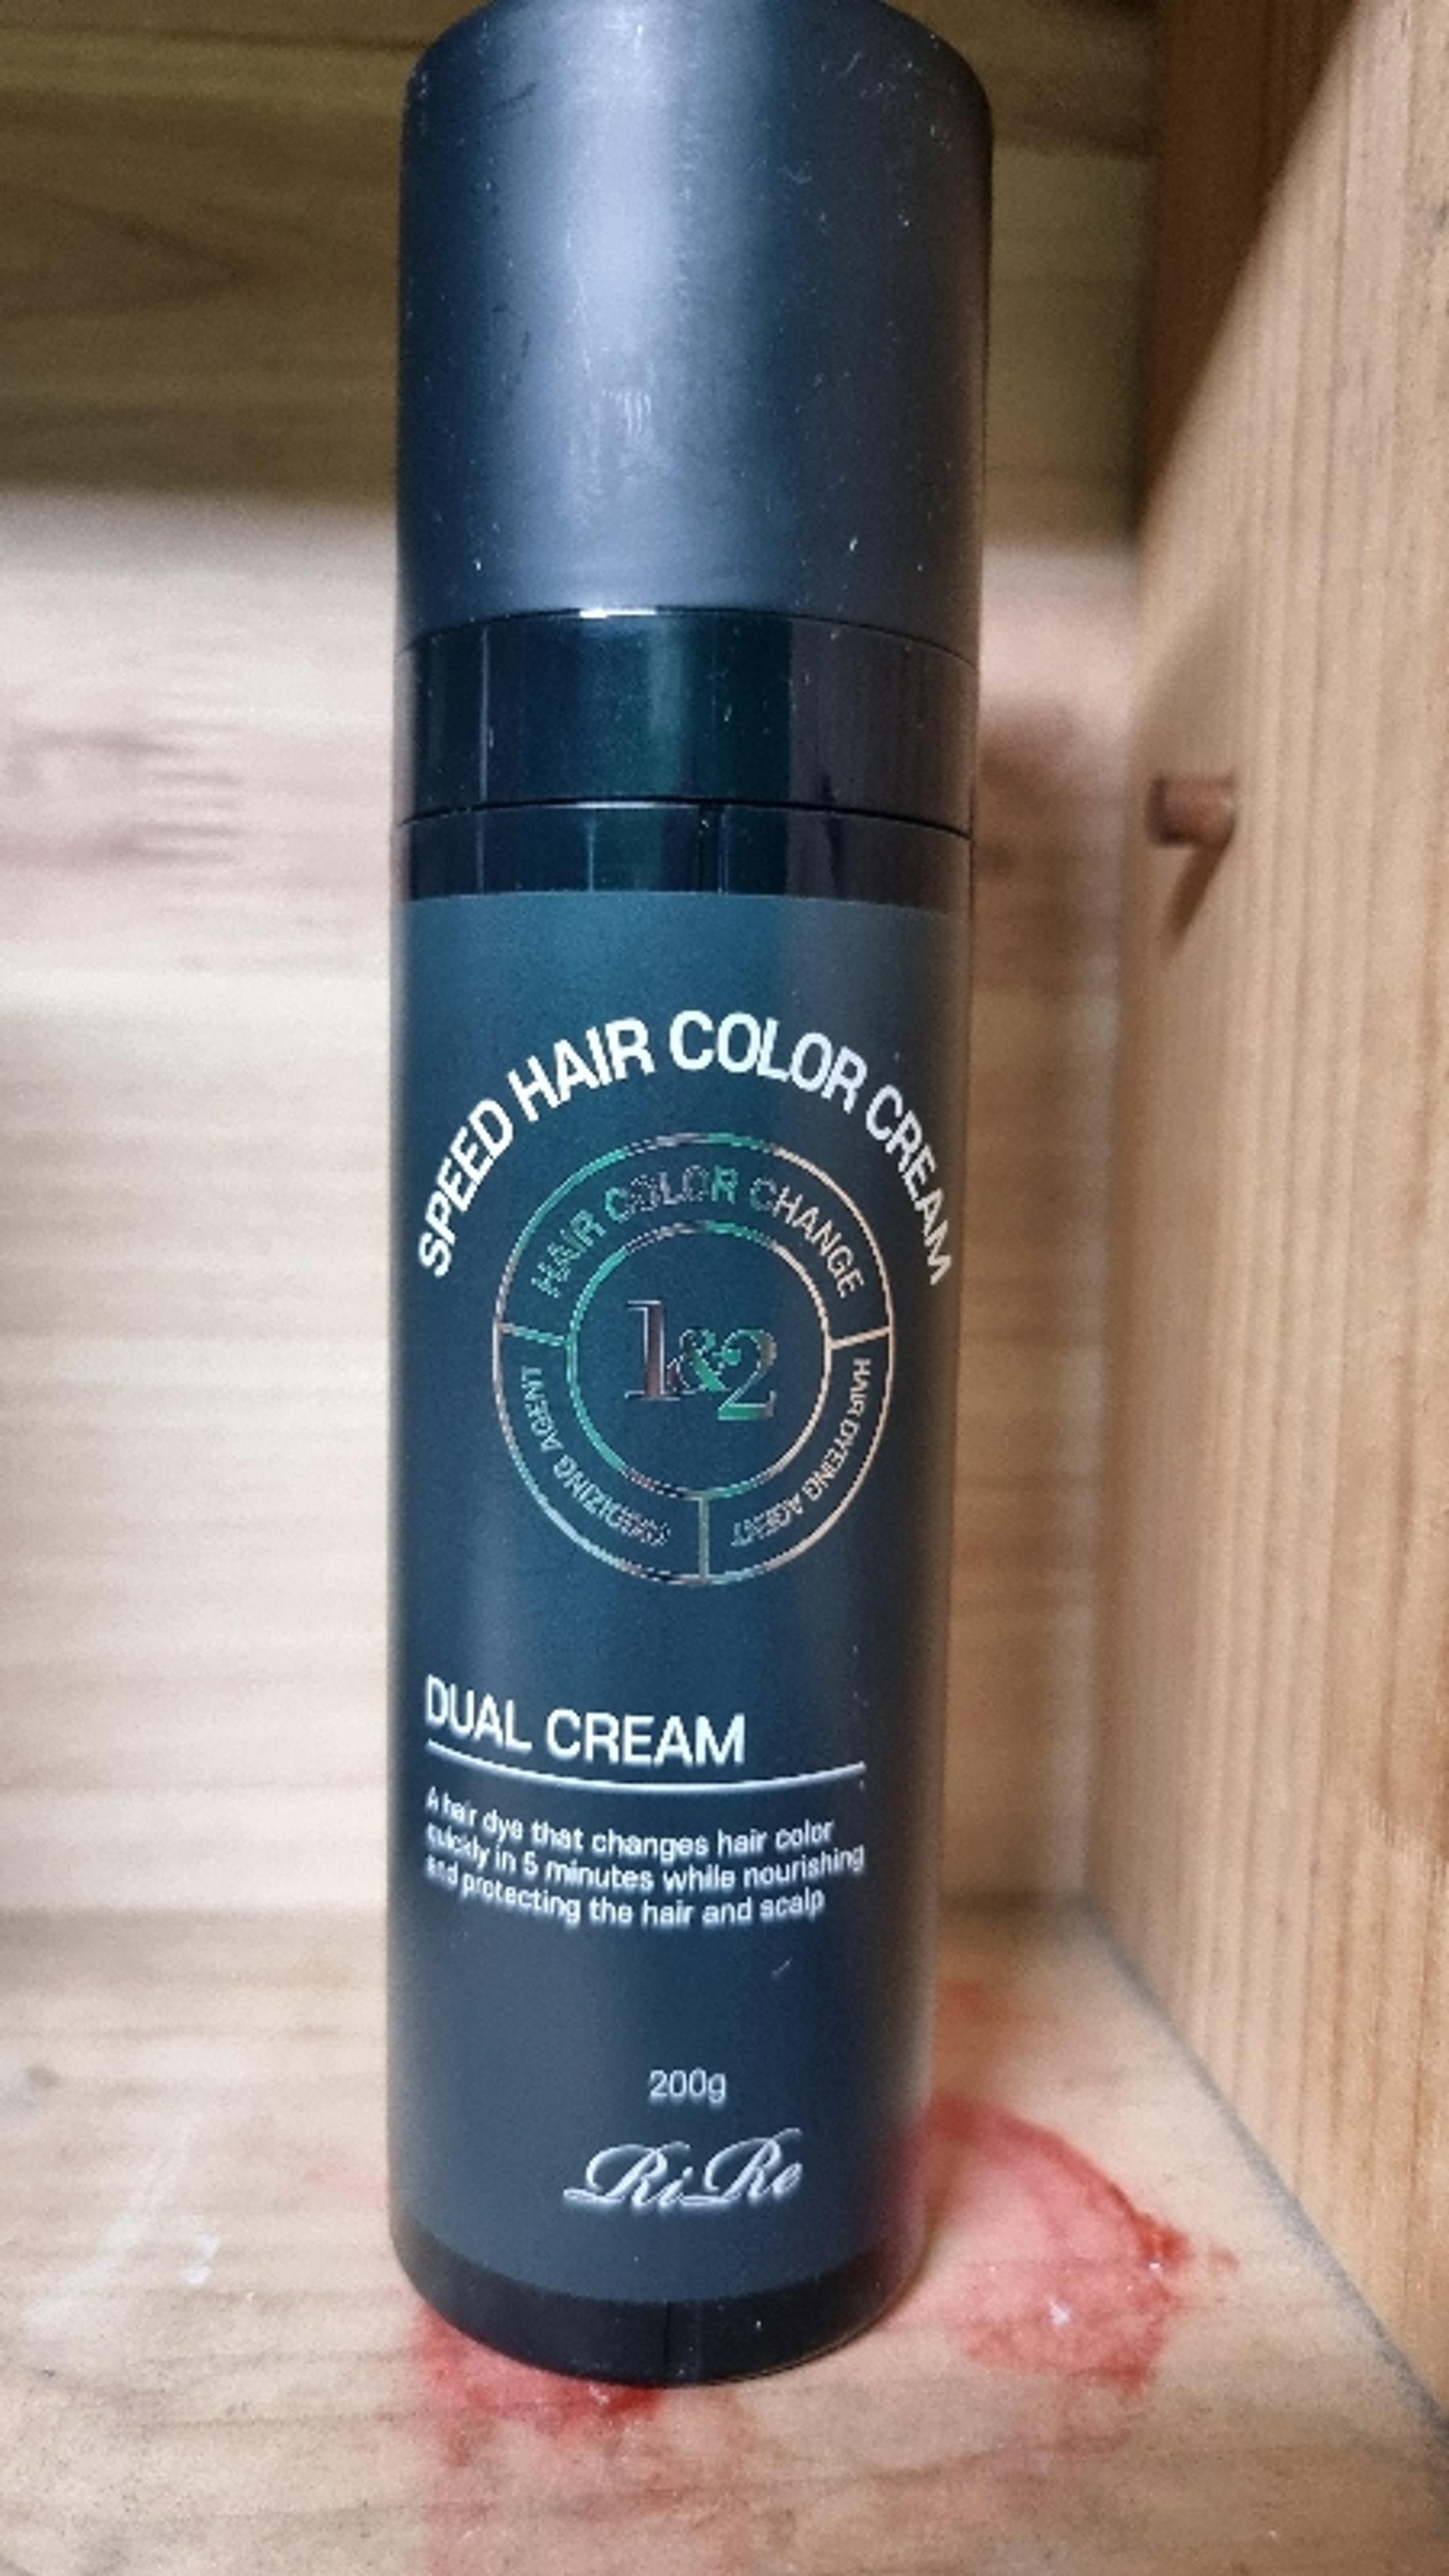 SPEED HAIR COLOR CREAM
HAIR COLOR CHANGE
1&2
HAIR DYEING AGENT
OXIDIZING AGENT
DUAL CREAM
A hair dye that changes hair color
quickly in 5 minutes while nourishing
and protecting the hair and scalp
200g
RiRe